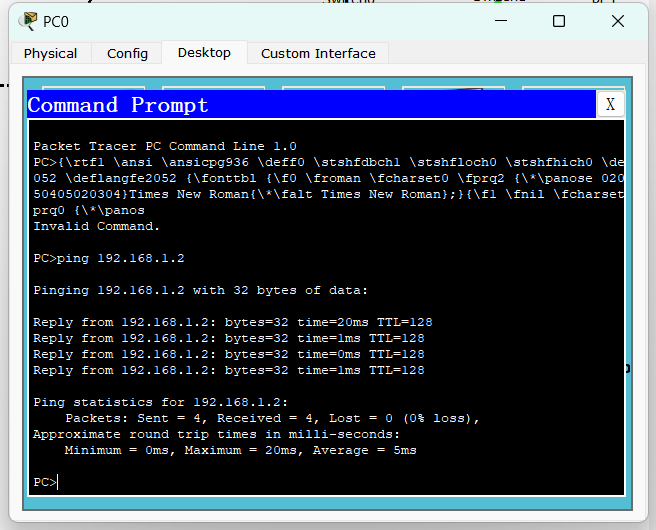 PC0
Physical Config Desktop Custom Interface
Command Prompt X
Packet Tracer PC Command Line 1.0
PC>{\rtf1 \ansi \ansicpg936 \deff0 \stshfdbch1 \stshfloch0 \stshfhich0 \de
052 \deflangfe2052 {\fonttbl {\f0 \froman \fcharset0 \fprq2 {\*\panose 020
50405020304}Times New Roman{\*\falt Times New Roman};}{\f1 \fnil \fcharset
prq0 {\*\panos
Invalid Command.
PC>ping 192.168.1.2
Pinging 192.168.1.2 with 32 bytes of data:
Reply from 192.168.1.2: bytes=32 time=20ms TTL=128
Reply from 192.168.1.2: bytes=32 time=1ms TTL=128
Reply from 192.168.1.2: bytes=32 time=0ms TTL=128
Reply from 192.168.1.2: bytes=32 time=1ms TTL=128
Ping statistics for 192.168.1.2:
Packets: Sent = 4, Received = 4, Lost = 0 (0% loss),
Approximate round trip times in milli-seconds:
Minimum = 0ms, Maximum = 20ms, Average = 5ms
PC>